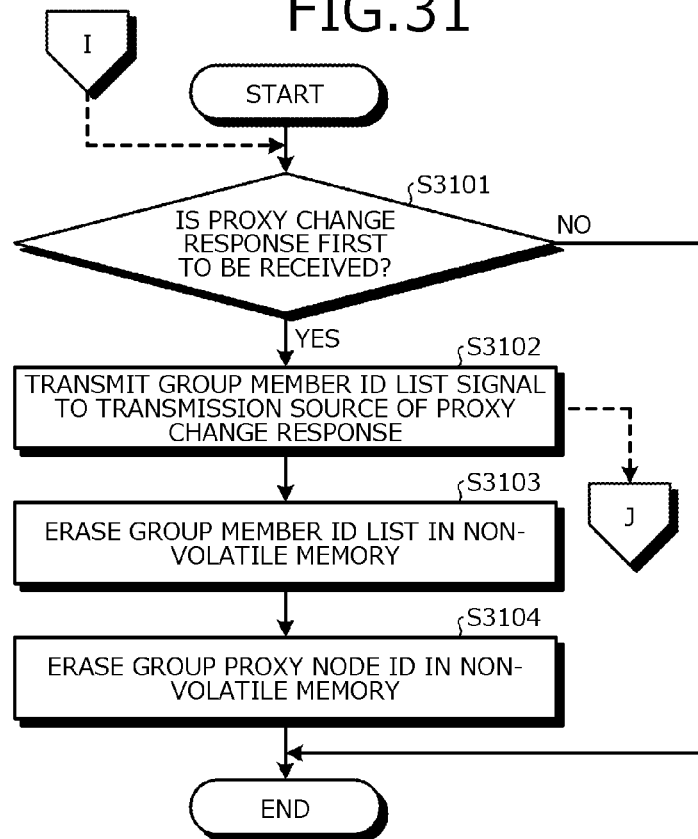 FIG.31
I
START
S3101
IS PROXY CHANGE
RESPONSE FIRST
TO BE RECEIVED?
NO
YES
S3102
TRANSMIT GROUP MEMBER ID LIST SIGNAL
TO TRANSMISSION SOURCE OF PROXY
CHANGE RESPONSE
J
S3103
ERASE GROUP MEMBER ID LIST IN NON-
VOLATILE MEMORY
S3104
ERASE GROUP PROXY NODE ID IN NON-
VOLATILE MEMORY
END